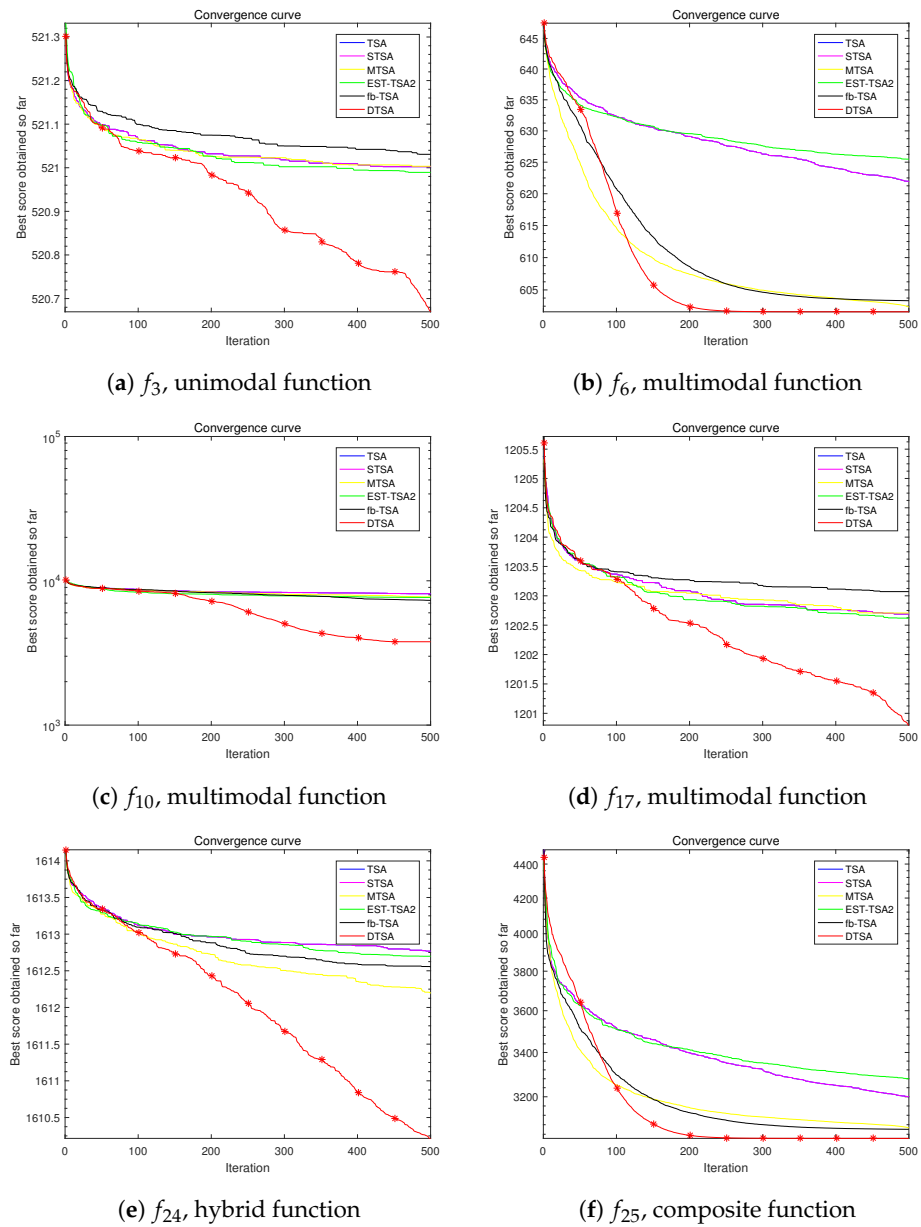 Convergence curve
Best score obtained so far
521.3
521.2
521.1
521
520.9
520.8
520.7
TSA
STSA
MTSA
EST-TSA2
fb-TSA
DTSA
0 100 200 300 400 500
Iteration
(a) f3, unimodal function
Convergence curve
Best score obtained so far
645
640
635
630
625
620
615
610
605
TSA
STSA
MTSA
EST-TSA2
fb-TSA
DTSA
0 100 200 300 400 500
Iteration
(b) f6, multimodal function
Convergence curve
Best score obtained so far
10^5
10^4
10^3
TSA
STSA
MTSA
EST-TSA2
fb-TSA
DTSA
0 100 200 300 400 500
Iteration
(c) f10, multimodal function
Convergence curve
Best score obtained so far
1205.5
1205
1204.5
1204
1203.5
1203
1202.5
1202
1201.5
1201
TSA
STSA
MTSA
EST-TSA2
fb-TSA
DTSA
0 100 200 300 400 500
Iteration
(d) f17, multimodal function
Convergence curve
Best score obtained so far
1614
1613.5
1613
1612.5
1612
1611.5
1611
1610.5
TSA
STSA
MTSA
EST-TSA2
fb-TSA
DTSA
0 100 200 300 400 500
Iteration
(e) f24, hybrid function
Convergence curve
Best score obtained so far
4400
4200
4000
3800
3600
3400
3200
TSA
STSA
MTSA
EST-TSA2
fb-TSA
DTSA
0 100 200 300 400 500
Iteration
(f) f25, composite function